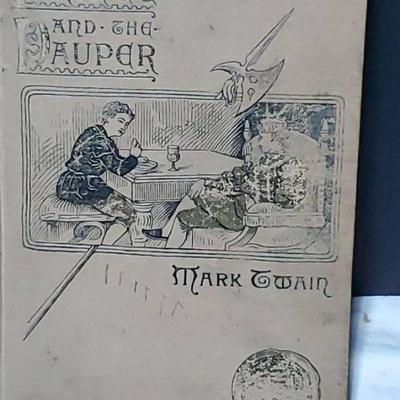 AND·THE·
PAUPER
MARK TWAIN